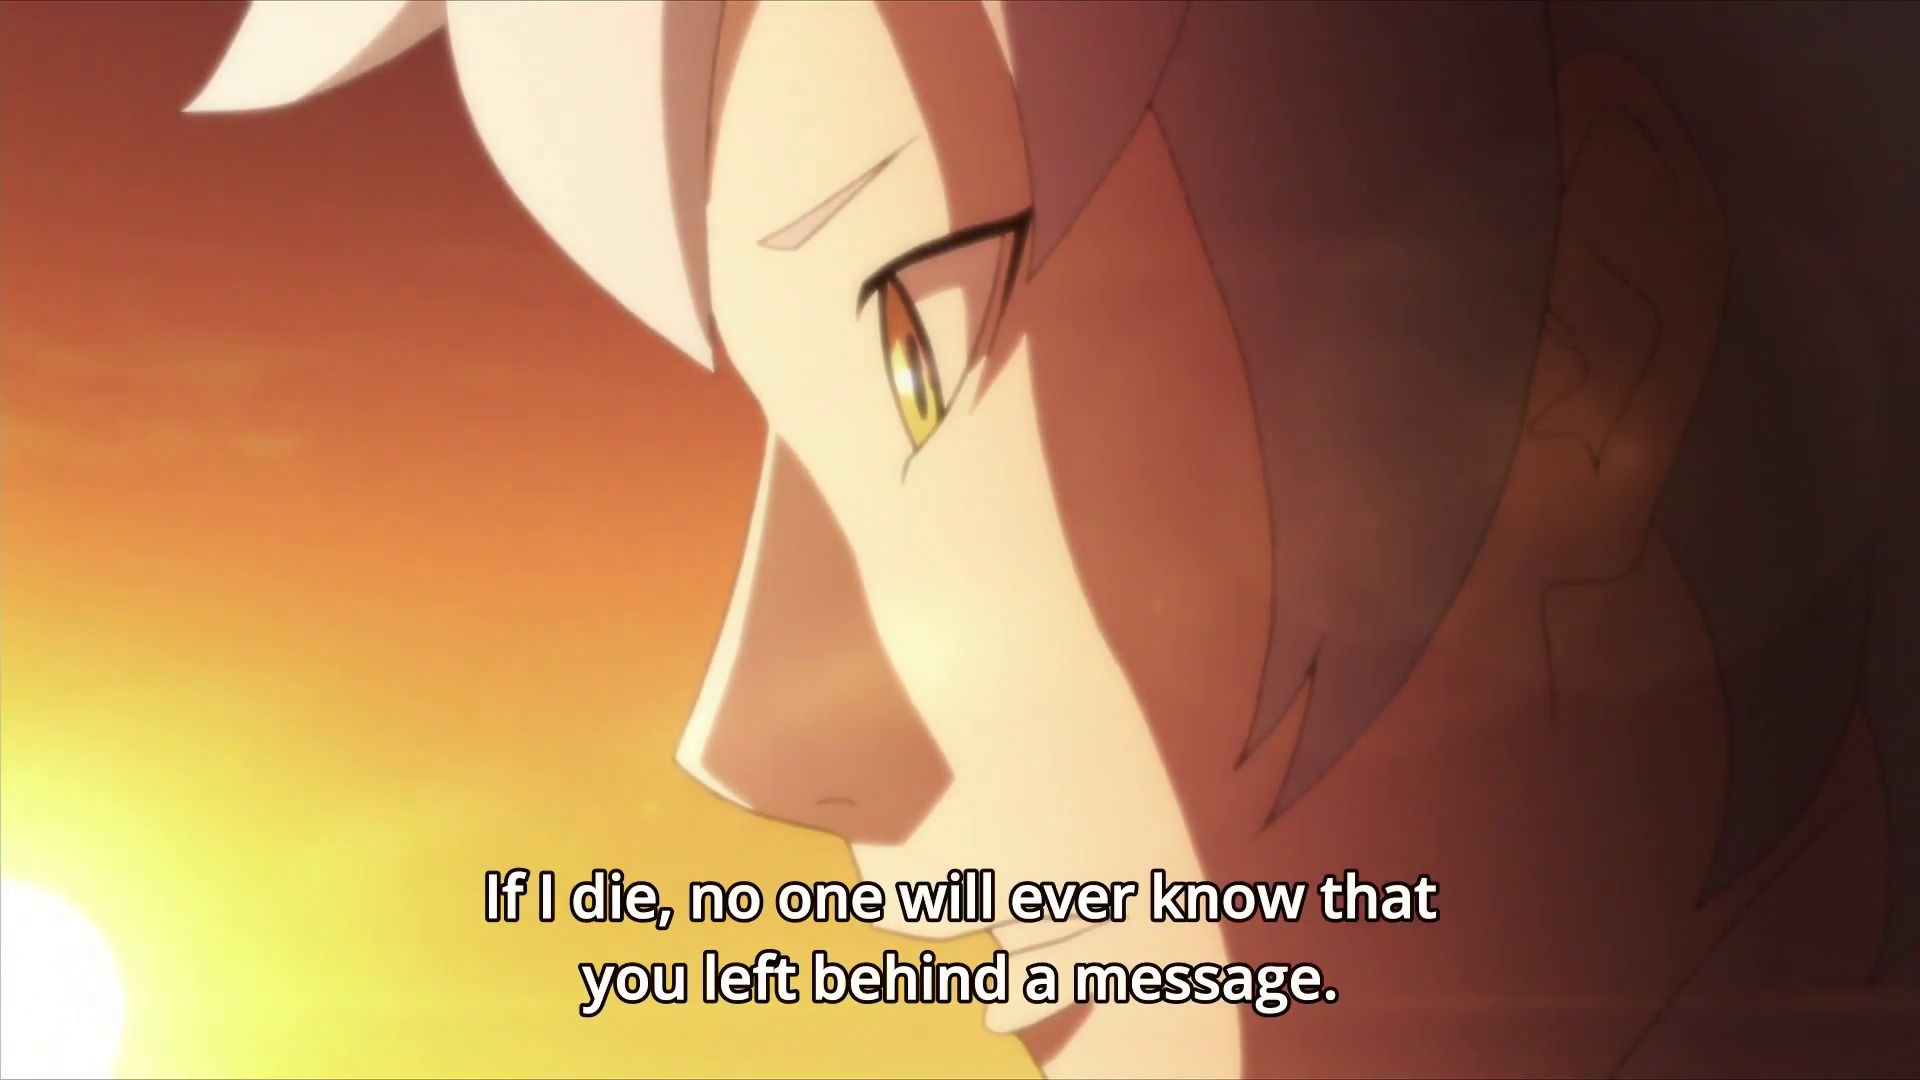 If I die, no one will ever know that
you left behind a message.